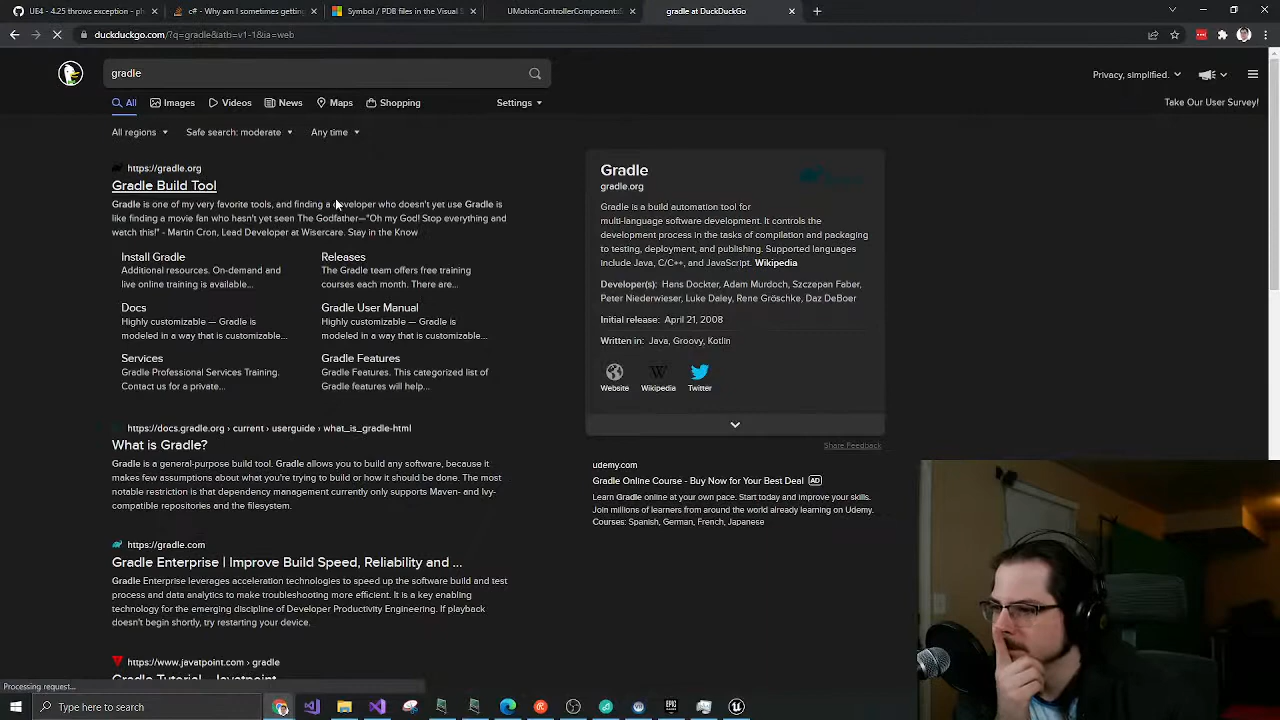 UE4 - 4.25 throws exception - ph
c# - Why am I sometimes getting
Symbol / PDB files in the Visual S
UMotionControllerComponent::S
gradle at DuckDuckGo
duckduckgo.com/?q=gradle&atb=v1-1&ia=web
gradle
Privacy, simplified.
All
Images
Videos
News
Maps
Shopping
Settings
Take Our User Survey!
All regions
Safe search: moderate
Any time
https://gradle.org
Gradle Build Tool
Gradle is one of my very favorite tools, and finding a developer who doesn't yet use Gradle is
like finding a movie fan who hasn't yet seen The Godfather—"Oh my God! Stop everything and
watch this!" - Martin Cron, Lead Developer at Wisercare. Stay in the Know
Install Gradle
Additional resources. On-demand and
live online training is available...
Releases
The Gradle team offers free training
courses each month. There are...
Docs
Highly customizable — Gradle is
modeled in a way that is customizable...
Gradle User Manual
Highly customizable — Gradle is
modeled in a way that is customizable...
Services
Gradle Professional Services Training.
Contact us for a private...
Gradle Features
Gradle Features. This categorized list of
Gradle features will help...
https://docs.gradle.org › current › userguide › what_is_gradle-html
What is Gradle?
Gradle is a general-purpose build tool. Gradle allows you to build any software, because it
makes few assumptions about what you're trying to build or how it should be done. The most
notable restriction is that dependency management currently only supports Maven- and Ivy-
compatible repositories and the filesystem.
https://gradle.com
Gradle Enterprise | Improve Build Speed, Reliability and ...
Gradle Enterprise leverages acceleration technologies to speed up the software build and test
process and data analytics to make troubleshooting more efficient. It is a key enabling
technology for the emerging discipline of Developer Productivity Engineering. If playback
doesn't begin shortly, try restarting your device.
https://www.javatpoint.com › gradle
Gradle Tutorial - Javatpoint
Gradle
gradle.org
Gradle is a build automation tool for
multi-language software development. It controls the
development process in the tasks of compilation and packaging
to testing, deployment, and publishing. Supported languages
include Java, C/C++, and JavaScript. Wikipedia
Developer(s): Hans Dockter, Adam Murdoch, Szczepan Faber,
Peter Niederwieser, Luke Daley, Rene Gröschke, Daz DeBoer
Initial release: April 21, 2008
Written in: Java, Groovy, Kotlin
Website
Wikipedia
Twitter
Share Feedback
udemy.com
Gradle Online Course - Buy Now for Your Best Deal AD
Learn Gradle online at your own pace. Start today and improve your skills.
Join millions of learners from around the world already learning on Udemy.
Courses: Spanish, German, French, Japanese
Processing request...
Type here to search